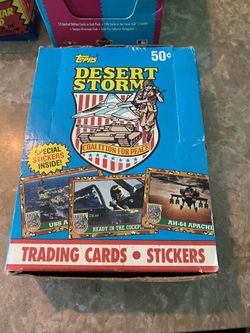 Topps
50¢
DESERT
STORM
COALITION FOR PEACE
SPECIAL
STICKERS
INSIDE!
USS
READY IN THE COCKPIT
AH-64 APACHE
TRADING CARDS • STICKERS